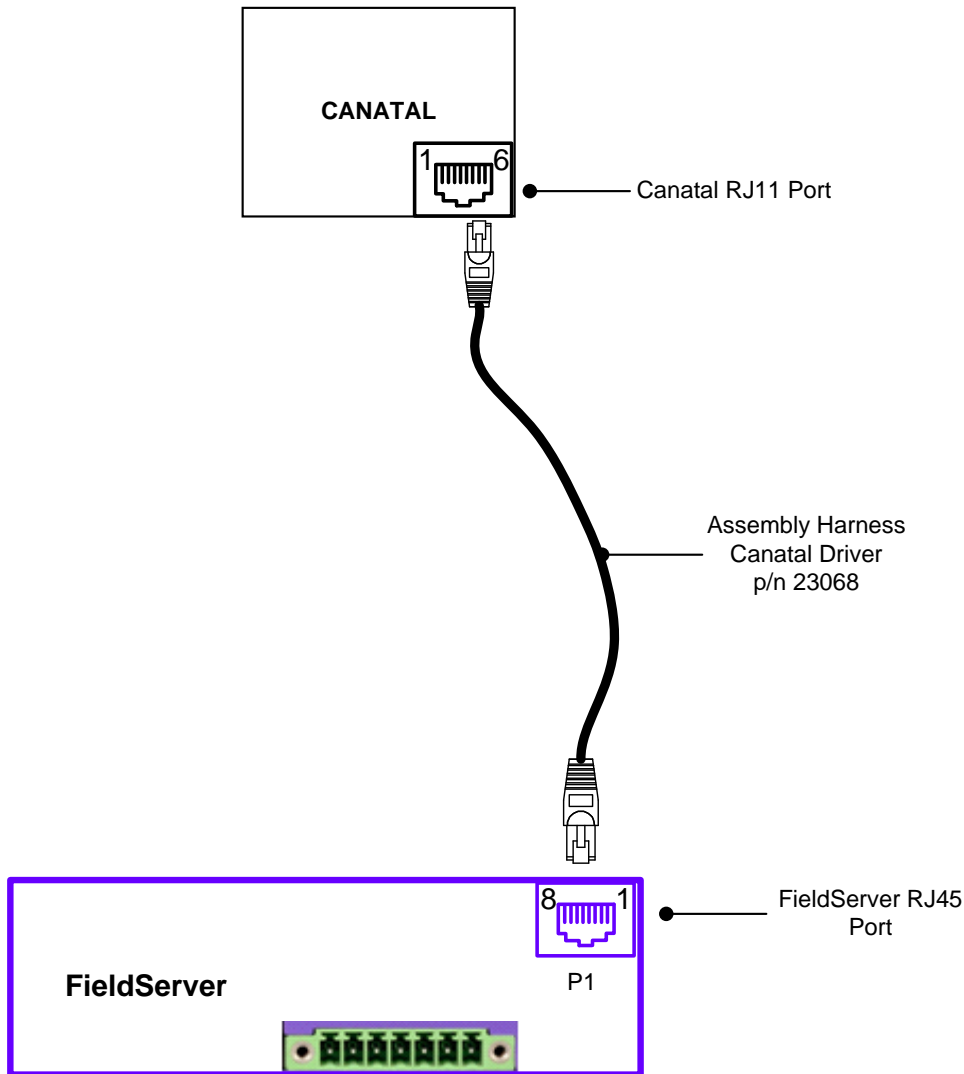 CANATAL
1 6
Canatal RJ11 Port
Assembly Harness
Canatal Driver
p/n 23068
8 1
FieldServer RJ45
Port
P1
FieldServer